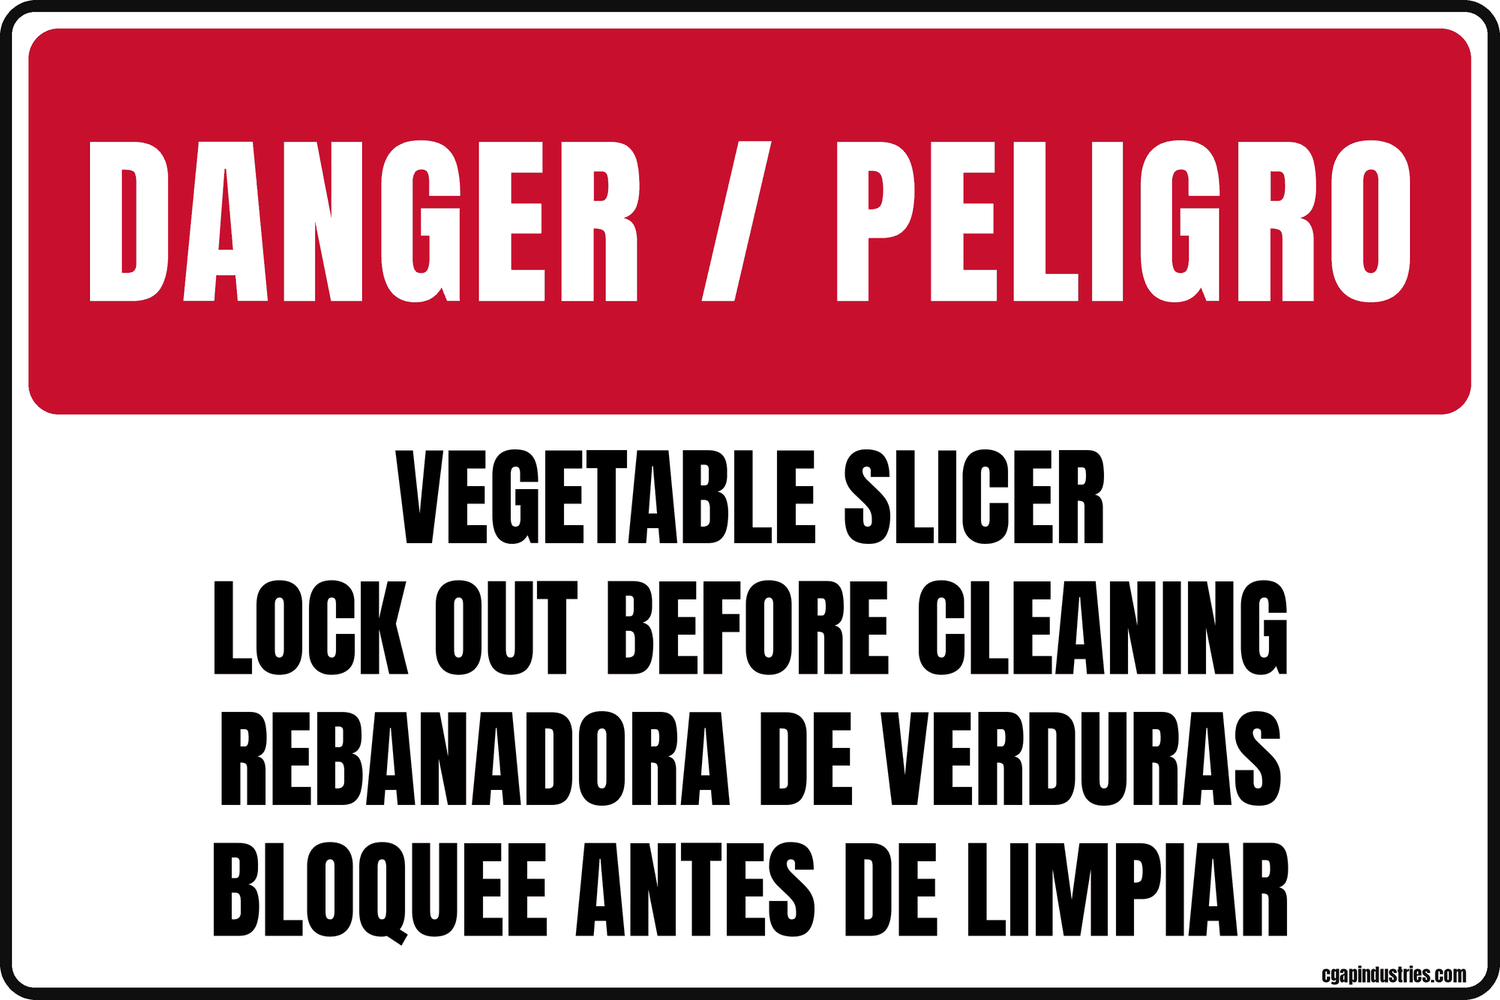 DANGER / PELIGRO
VEGETABLE SLICER
LOCK OUT BEFORE CLEANING
REBANADORA DE VERDURAS
BLOQUEE ANTES DE LIMPIAR
cgapindustries.com